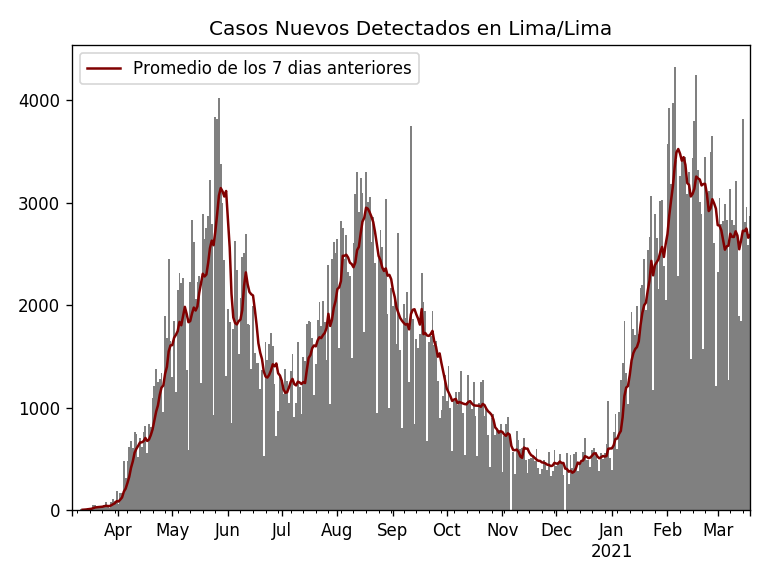 Casos Nuevos Detectados en Lima/Lima
Promedio de los 7 dias anteriores
4000
3000
2000
1000
0
Apr May Jun Jul Aug Sep Oct Nov Dec Jan Feb Mar
2021